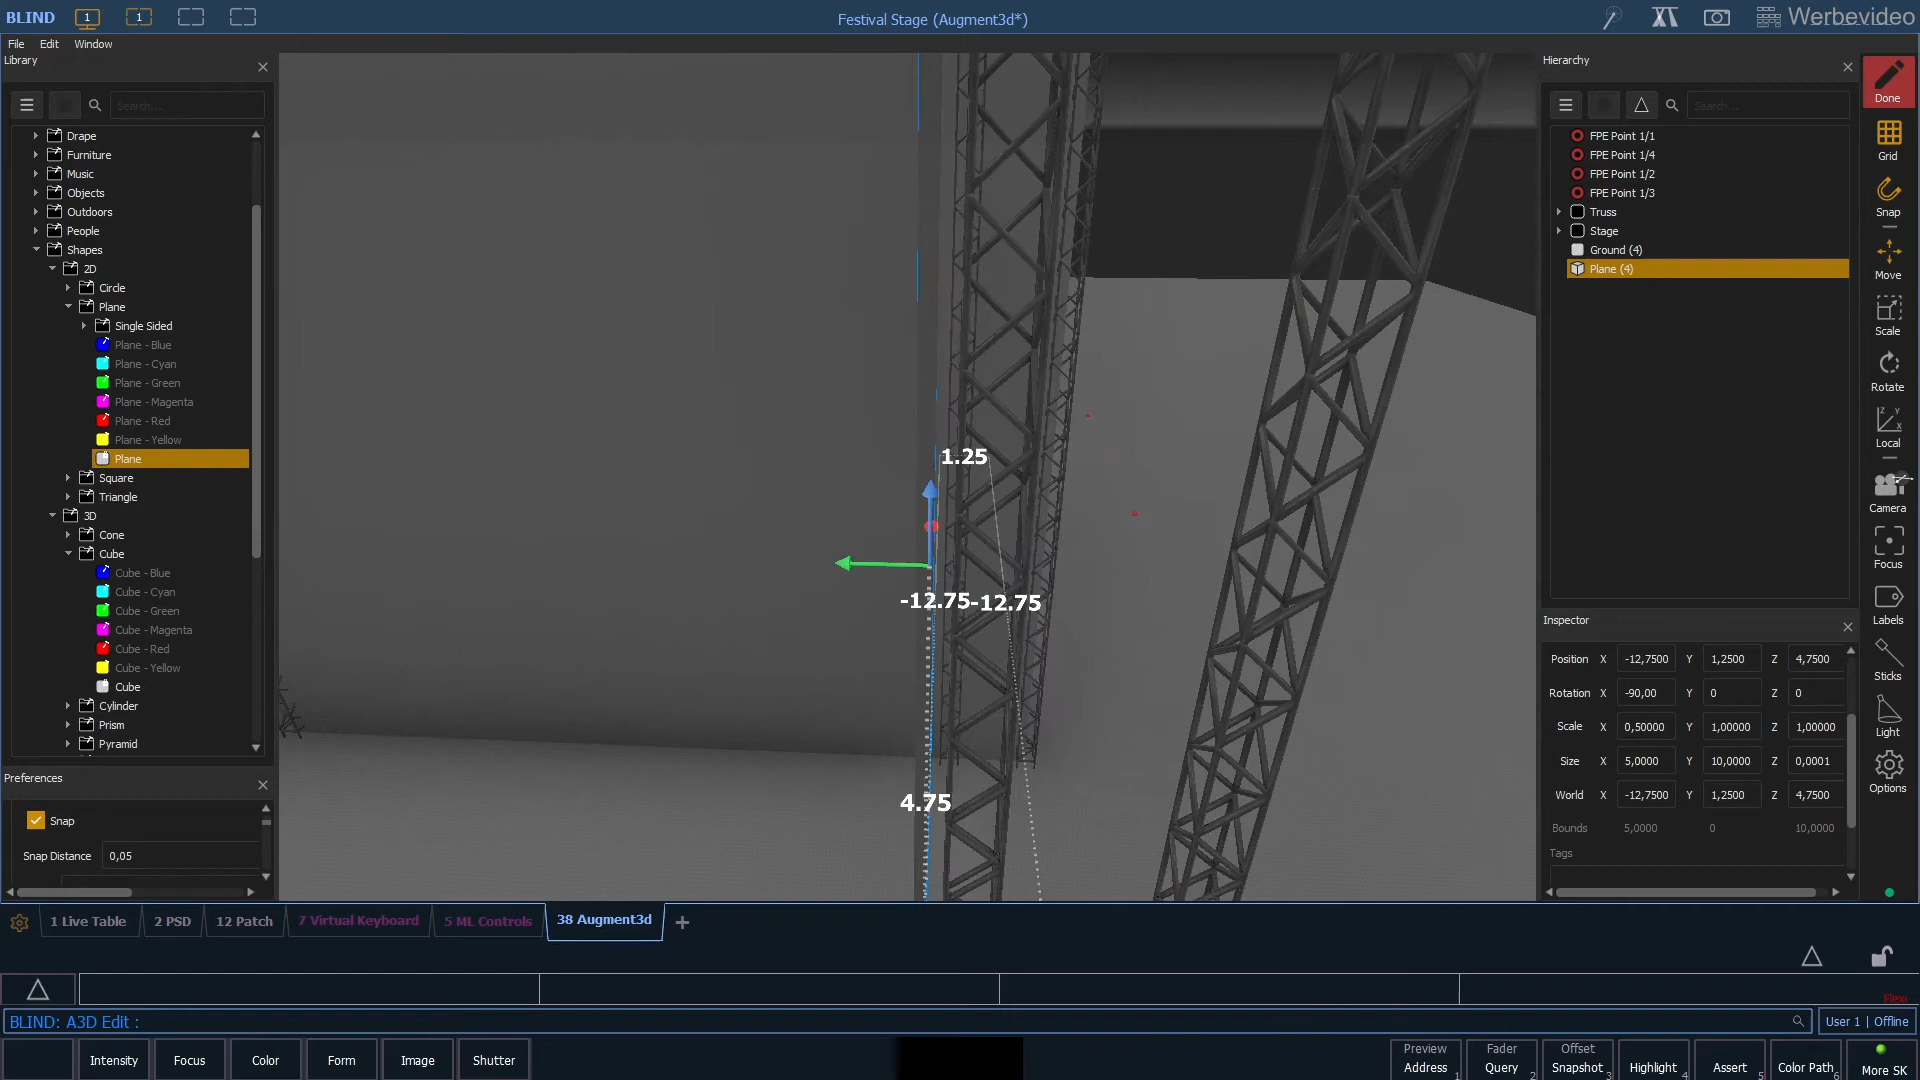 BLIND
1
1
Festival Stage (Augment3d*)
Werbevideo
File Edit Window
Library
Search...
Drape
Furniture
Music
Objects
Outdoors
People
Shapes
2D
Circle
Plane
Single Sided
Plane - Blue
Plane - Cyan
Plane - Green
Plane - Magenta
Plane - Red
Plane - Yellow
Plane
Square
Triangle
3D
Cone
Cube
Cube - Blue
Cube - Cyan
Cube - Green
Cube - Magenta
Cube - Red
Cube - Yellow
Cube
Cylinder
Prism
Pyramid
Preferences
Snap
Snap Distance 0,05
1.25
-12.75
-12.75
4.75
Hierarchy
Search...
FPE Point 1/1
FPE Point 1/4
FPE Point 1/2
FPE Point 1/3
Truss
Stage
Ground (4)
Plane (4)
Inspector
Position X -12,7500 Y 1,2500 Z 4,7500
Rotation X -90,00 Y 0 Z 0
Scale X 0,50000 Y 1,00000 Z 1,00000
Size X 5,0000 Y 10,0000 Z 0,0001
World X -12,7500 Y 1,2500 Z 4,7500
Bounds 5,0000 0 10,0000
Tags
Done
Grid
Snap
Move
Scale
Rotate
Z Y X
Local
Camera
Focus
Labels
Sticks
Light
Options
1 Live Table
2 PSD
12 Patch
7 Virtual Keyboard
5 ML Controls
38 Augment3d
Flexi
BLIND: A3D Edit :
User 1 | Offline
Intensity
Focus
Color
Form
Image
Shutter
Preview Address 1
Fader Query 2
Offset Snapshot 3
Highlight 4
Assert 5
Color Path 6
More SK